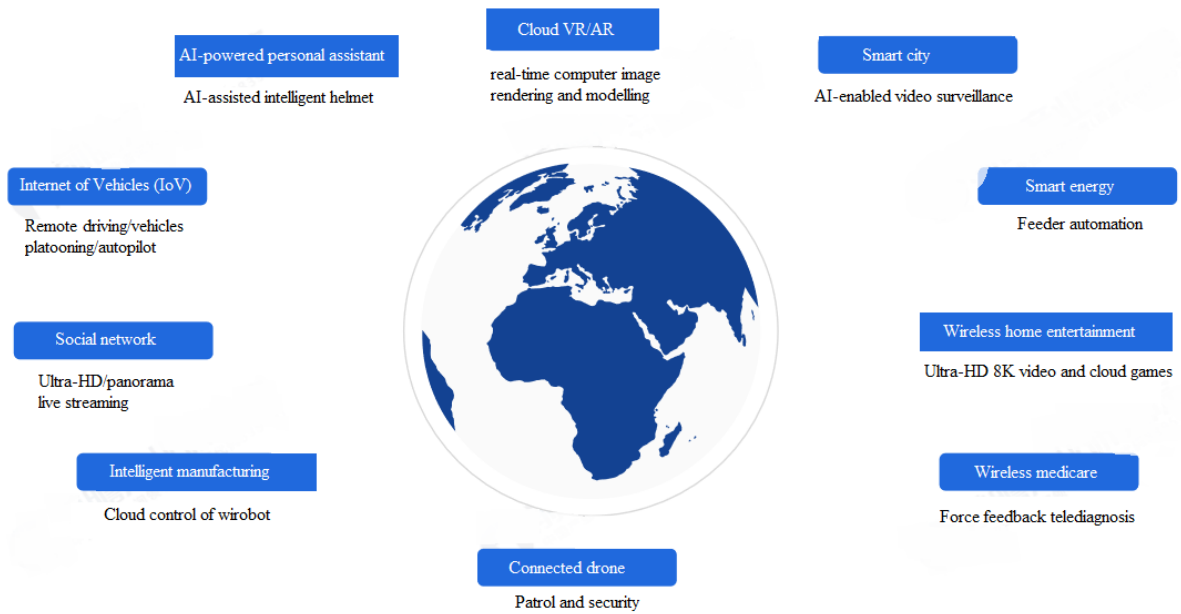 Cloud VR/AR
real-time computer image
rendering and modelling
AI-powered personal assistant
AI-assisted intelligent helmet
Smart city
AI-enabled video surveillance
Internet of Vehicles (IoV)
Remote driving/vehicles
platooning/autopilot
Smart energy
Feeder automation
Social network
Ultra-HD/panorama
live streaming
Wireless home entertainment
Ultra-HD 8K video and cloud games
Intelligent manufacturing
Cloud control of wirobot
Wireless medicare
Force feedback telediagnosis
Connected drone
Patrol and security